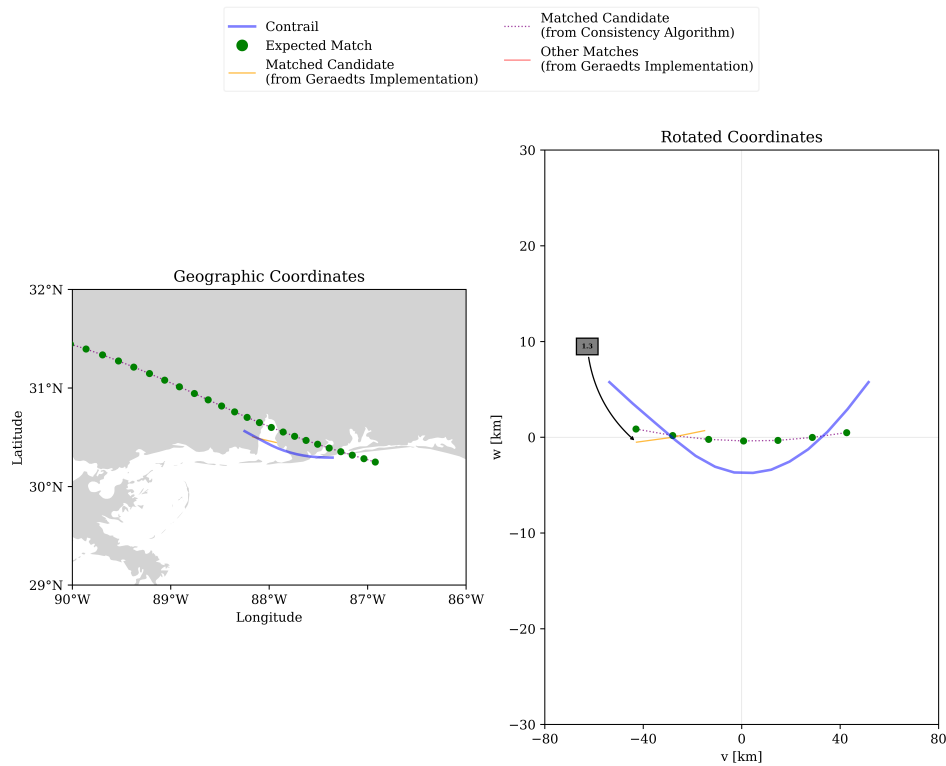 Contrail
Expected Match
Matched Candidate
(from Geraedts Implementation)
Matched Candidate
(from Consistency Algorithm)
Other Matches
(from Geraedts Implementation)
Geographic Coordinates
32°N
31°N
30°N
29°N
Latitude
90°W 89°W 88°W 87°W 86°W
Longitude
Rotated Coordinates
30
20
10
0
−10
−20
−30
w [km]
1.3
−80 −40 0 40 80
v [km]